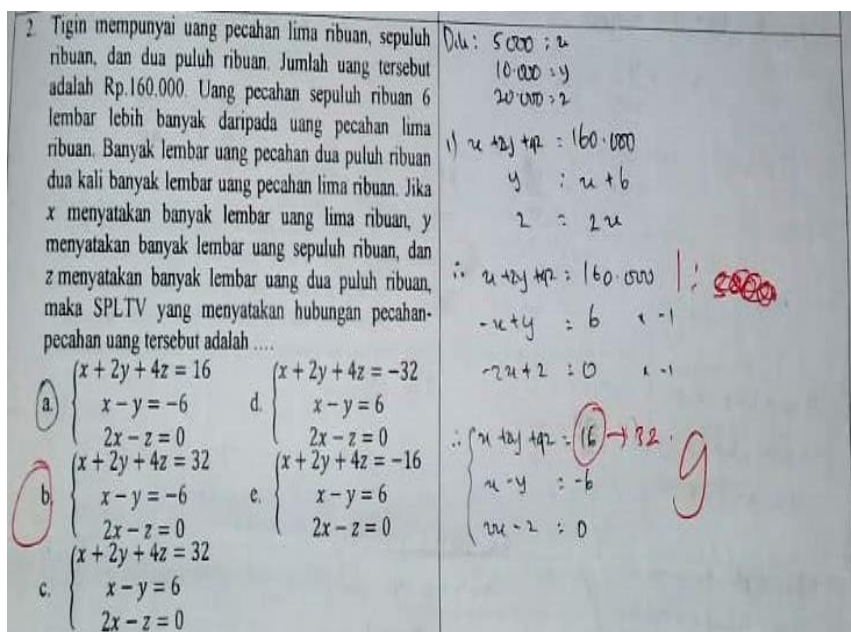 2. Tigin mempunyai uang pecahan lima ribuan, sepuluh
ribuan, dan dua puluh ribuan. Jumlah uang tersebut
adalah Rp.160.000. Uang pecahan sepuluh ribuan 6
lembar lebih banyak daripada uang pecahan lima
ribuan. Banyak lembar uang pecahan dua puluh ribuan
dua kali banyak lembar uang pecahan lima ribuan. Jika
x menyatakan banyak lembar uang lima ribuan, y
menyatakan banyak lembar uang sepuluh ribuan, dan
z menyatakan banyak lembar uang dua puluh ribuan,
maka SPLTV yang menyatakan hubungan pecahan-
pecahan uang tersebut adalah ....
a. x + 2y + 4z = 16
x − y = −6
2x − z = 0
b. x + 2y + 4z = 32
x − y = −6
2x − z = 0
c. x + 2y + 4z = 32
x − y = 6
2x − z = 0
d. x + 2y + 4z = −32
x − y = 6
2x − z = 0
e. x + 2y + 4z = −16
x − y = 6
2x − z = 0
5000 : x
10.000 : y
20.000 : z
1) x + 2y + 4z = 160.000
y : x + 6
z = 2x
∴ x + 2y + 4z = 160.000 | :
-x + y = 6 x -1
-2x + z = 0 x -1
∴ x + 2y + 4z = 16 → 32
x - y = -6
2x - z : 0
9